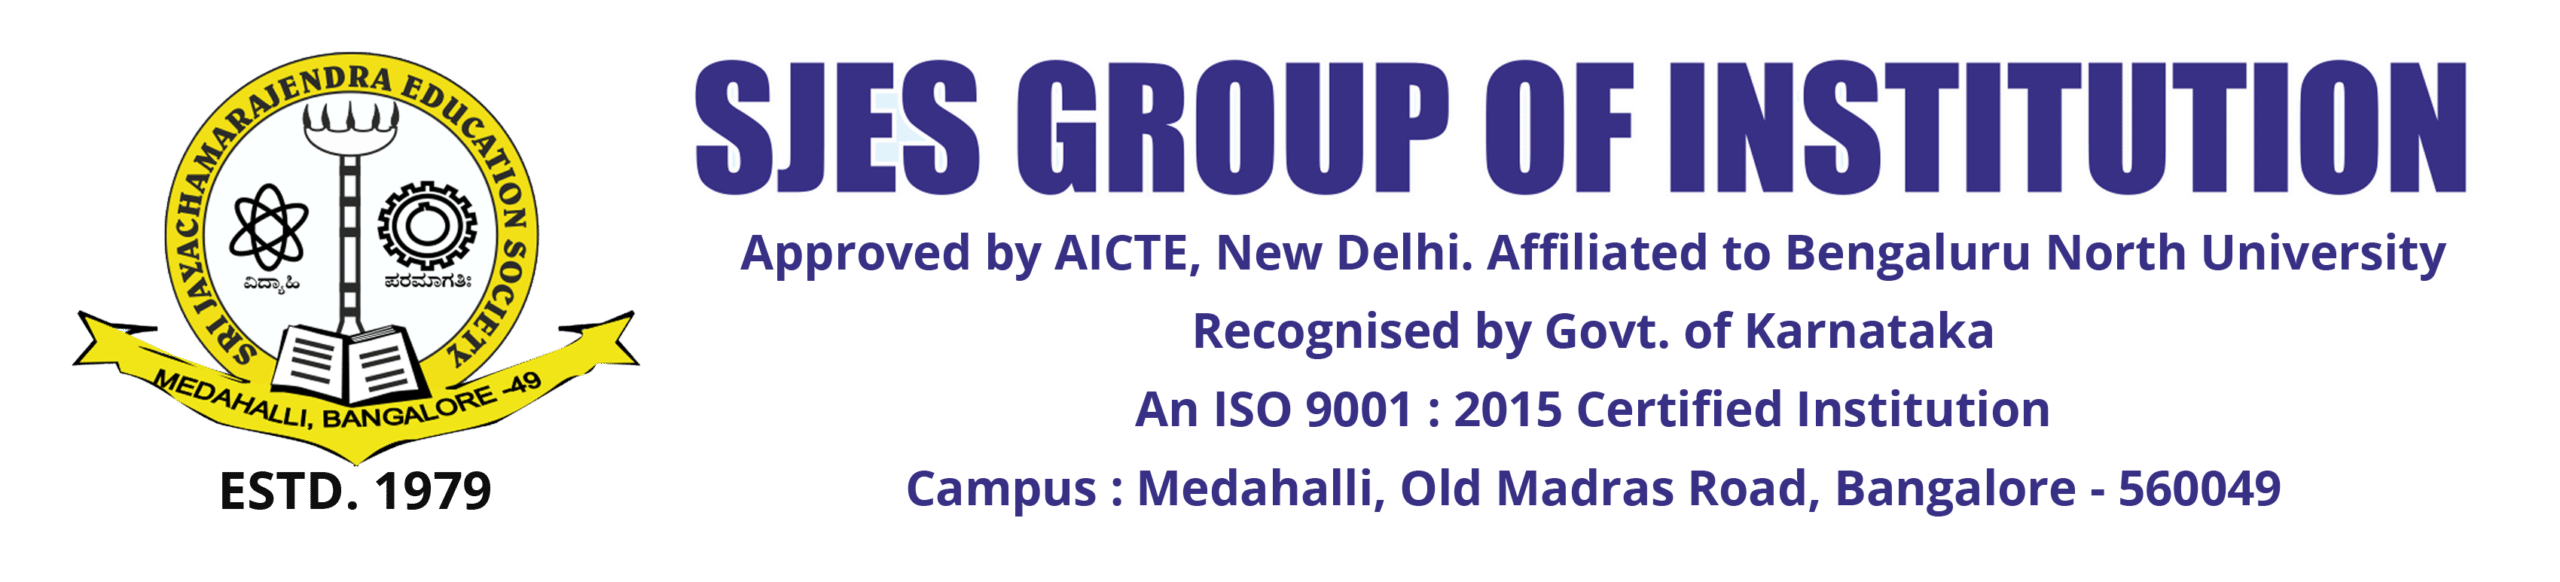 SRI JAYACHAMARAJENDRA EDUCATION SOCIETY
ವಿದ್ಯಾಹಿ
ಪರಮಾಗತಿಃ
MEDAHALLI, BANGALORE -49
ESTD. 1979
SJES GROUP OF INSTITUTION
Approved by AICTE, New Delhi. Affiliated to Bengaluru North University
Recognised by Govt. of Karnataka
An ISO 9001 : 2015 Certified Institution
Campus : Medahalli, Old Madras Road, Bangalore - 560049